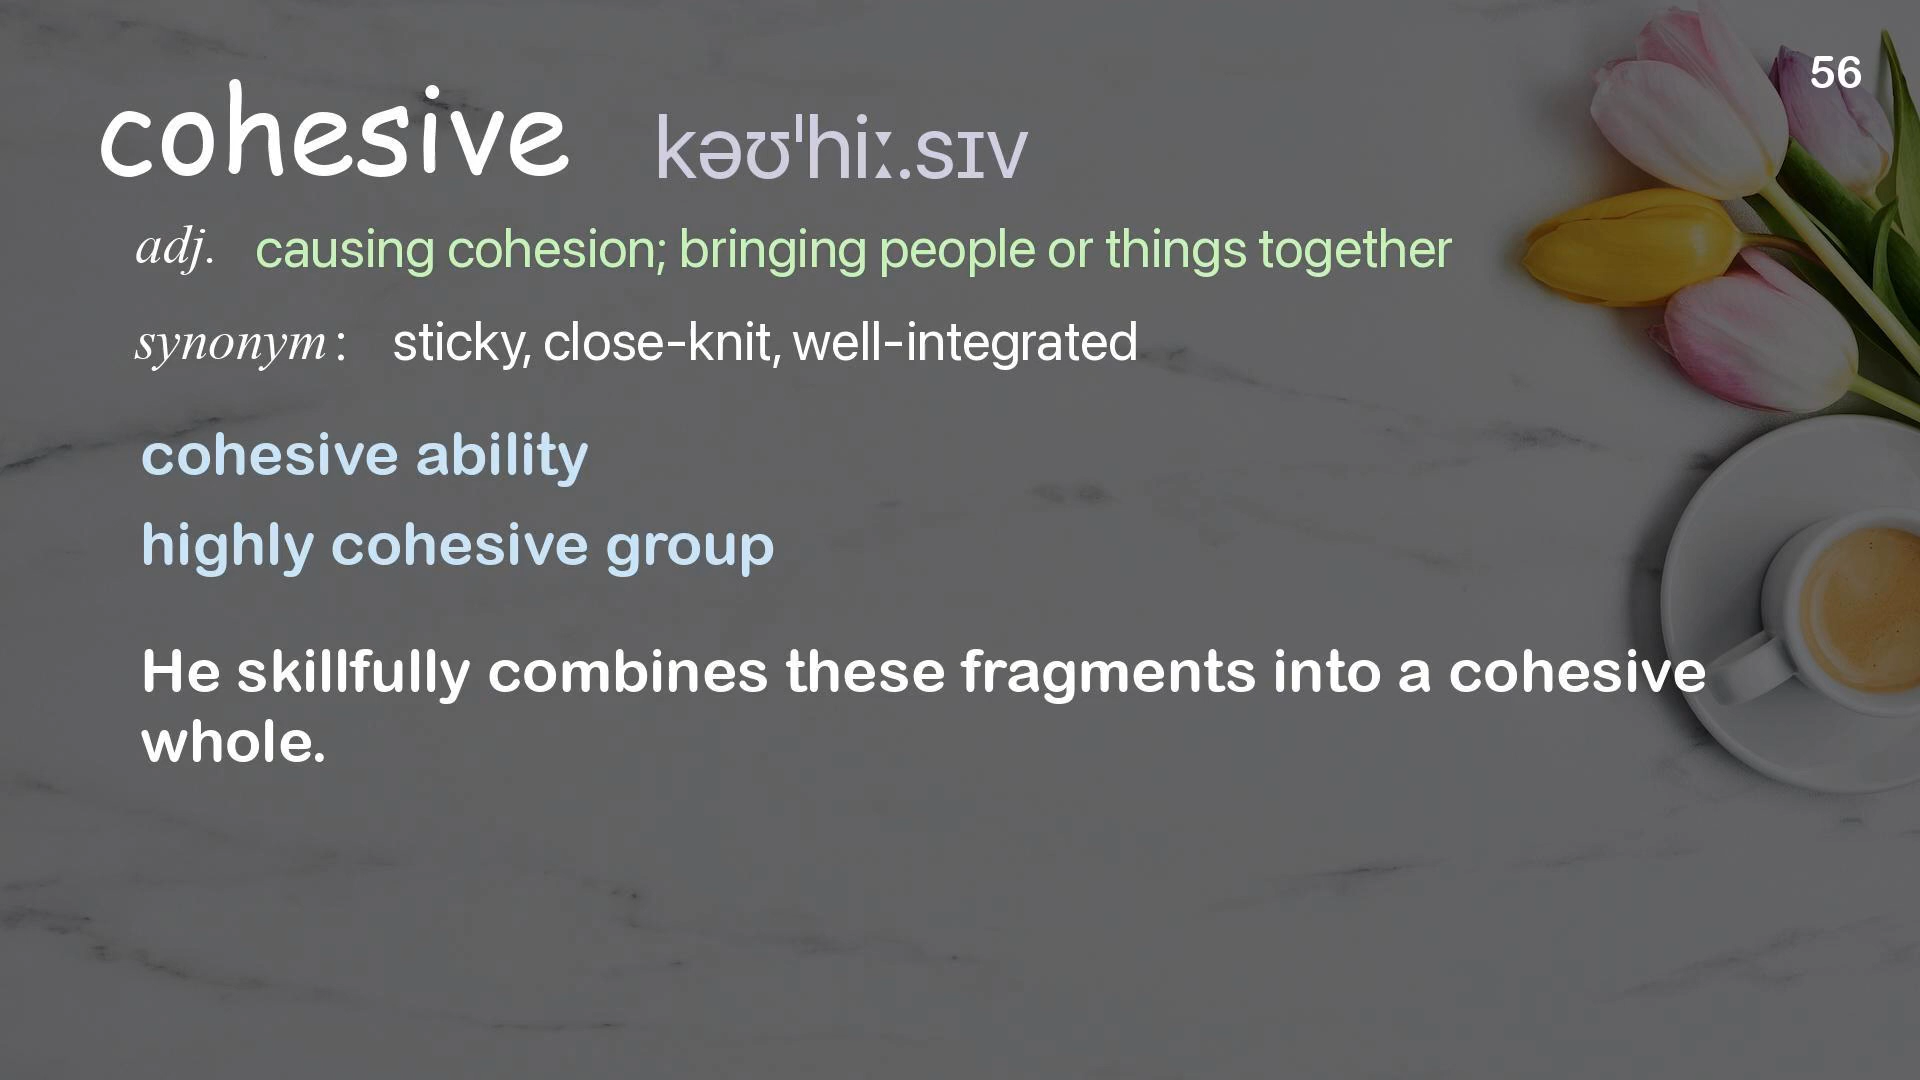 56
cohesive kəʊˈhiː.sɪv
adj. causing cohesion; bringing people or things together
synonym: sticky, close-knit, well-integrated
cohesive ability
highly cohesive group
He skillfully combines these fragments into a cohesive
whole.